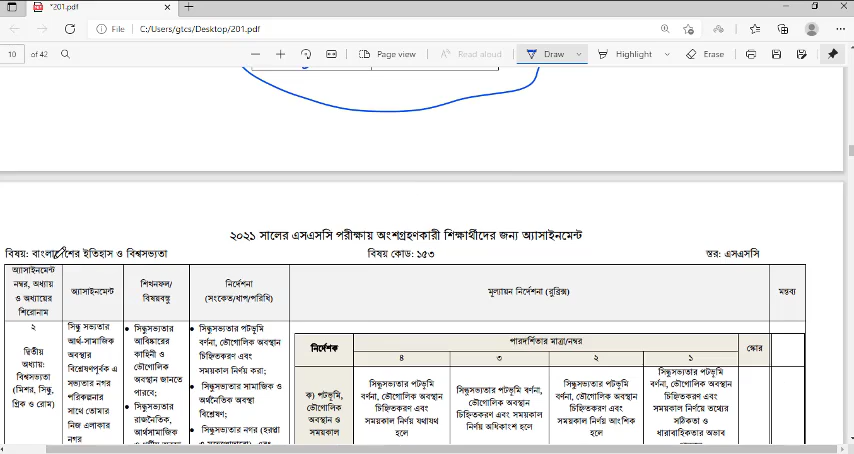 *201.pdf
File
C:/Users/gtcs/Desktop/201.pdf
10 of 42
Page view
Read aloud
Draw
Highlight
Erase
২০২১ সালের এসএসসি পরীক্ষায় অংশগ্রহণকারী শিক্ষার্থীদের জন্য অ্যাসাইনমেন্ট
বিষয়: বাংলাদেশের ইতিহাস ও বিশ্বসভ্যতা
বিষয় কোড: ১৫৩
স্তর: এসএসসি
অ্যাসাইনমেন্ট
নম্বর, অধ্যায়
ও অধ্যায়ের
শিরোনাম
অ্যাসাইনমেন্ট
শিখনফল/
বিষয়বস্তু
নির্দেশনা
(সংকেত/ধাপ/পরিধি)
মূল্যায়ন নির্দেশনা (রুব্রিক্স)
মন্তব্য
২
দ্বিতীয়
অধ্যায়:
বিশ্বসভ্যতা
(মিশর, সিন্ধু,
গ্রিক ও রোম)
সিন্ধু সভ্যতার
আর্থ-সামাজিক
অবস্থার
বিশ্লেষণপূর্বক এ
সভ্যতার নগর
পরিকল্পনার
সাথে তোমার
নিজ এলাকার
নগর
• সিন্ধুসভ্যতার
আবিষ্কারের
কাহিনী ও
ভৌগোলিক
অবস্থান জানতে
পারবে;
• সিন্ধুসভ্যতার
রাজনৈতিক,
আর্থসামাজিক
• সিন্ধুসভ্যতার পটভূমি
বর্ণনা, ভৌগোলিক অবস্থান
চিহ্নিতকরণ এবং
সময়কাল নির্ণয় করা;
• সিন্ধুসভ্যতার সামাজিক ও
অর্থনৈতিক অবস্থা
বিশ্লেষণ;
• সিন্ধুসভ্যতার নগর (হরপ্পা
নির্দেশক
পারদর্শিতার মাত্রা/নম্বর
স্কোর
৪
৩
২
১
ক) পটভূমি,
ভৌগোলিক
অবস্থান ও
সময়কাল
সিন্ধুসভ্যতার পটভূমি
বর্ণনা, ভৌগোলিক অবস্থান
চিহ্নিতকরণ এবং
সময়কাল নির্ণয় যথাযথ
হলে
সিন্ধুসভ্যতার পটভূমি বর্ণনা,
ভৌগোলিক অবস্থান
চিহ্নিতকরণ এবং সময়কাল
নির্ণয় অধিকাংশ হলে
সিন্ধুসভ্যতার পটভূমি
বর্ণনা, ভৌগোলিক অবস্থান
চিহ্নিতকরণ এবং
সময়কাল নির্ণয় আংশিক
হলে
সিন্ধুসভ্যতার পটভূমি
বর্ণনা, ভৌগোলিক অবস্থান
চিহ্নিতকরণ এবং
সময়কাল নির্ণয়ে তথ্যের
সঠিকতা ও
ধারাবাহিকতার অভাব